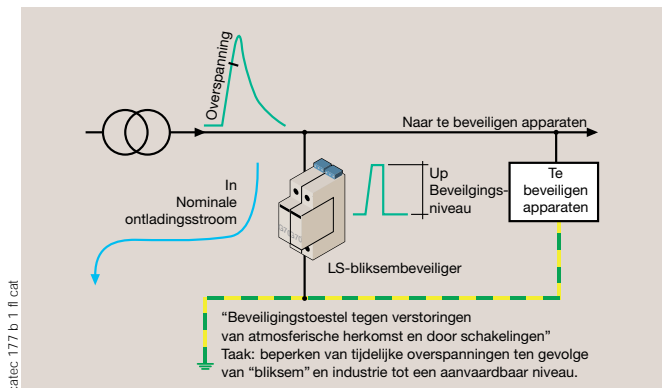 Overspanning
Naar te beveiligen apparaten
In
Nominale
ontladingsstroom
Up
Beveilgings-
niveau
Te
beveiligen
apparaten
LS-bliksembeveiliger
“Beveiligingstoestel tegen verstoringen
van atmosferische herkomst en door schakelingen”
Taak: beperken van tijdelijke overspanningen ten gevolge
van “bliksem” en industrie tot een aanvaardbaar niveau.
catec 177 b 1 fl cat